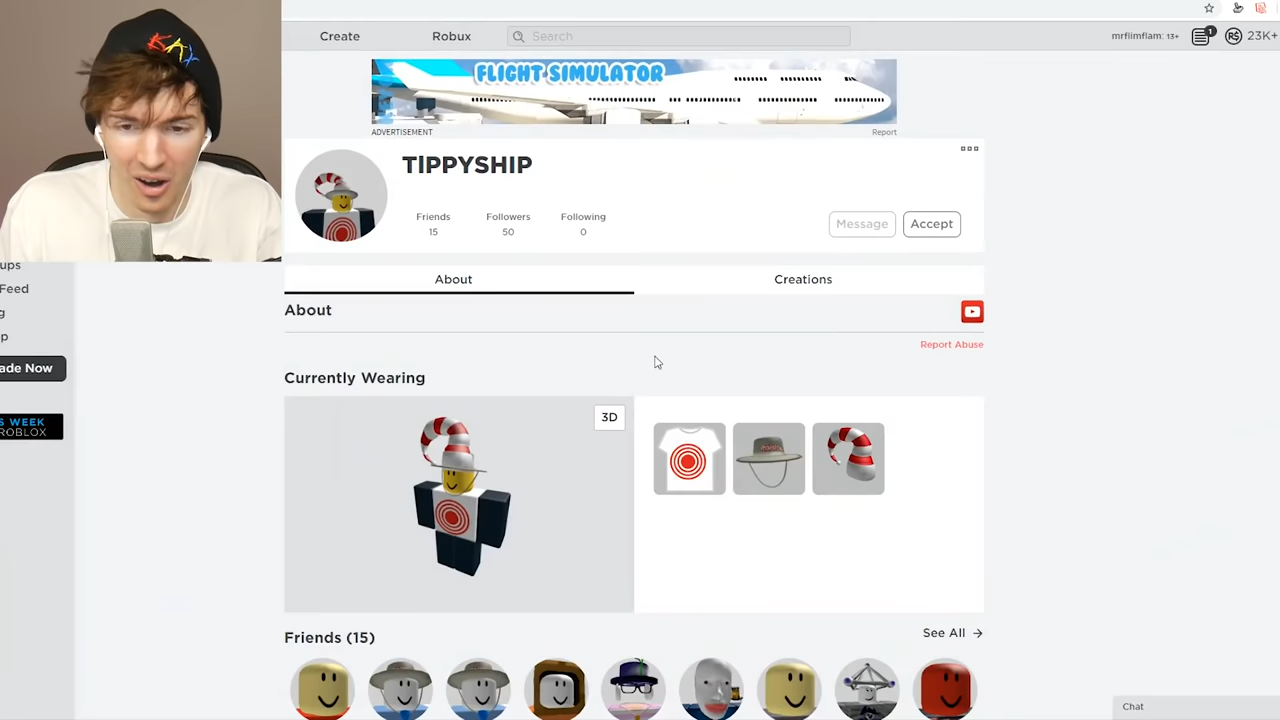 KAX
Create
Robux
Search
mrflimflam: 13+
1
23K+
FLIGHT SIMULATOR
ADVERTISEMENT
Report
TIPPYSHIP
Friends
Followers
Following
15
50
0
Message
Accept
About
Creations
About
Report Abuse
ups
Feed
g
p
ade Now
S WEEK
ROBLOX
Currently Wearing
3D
Friends (15)
See All
Chat